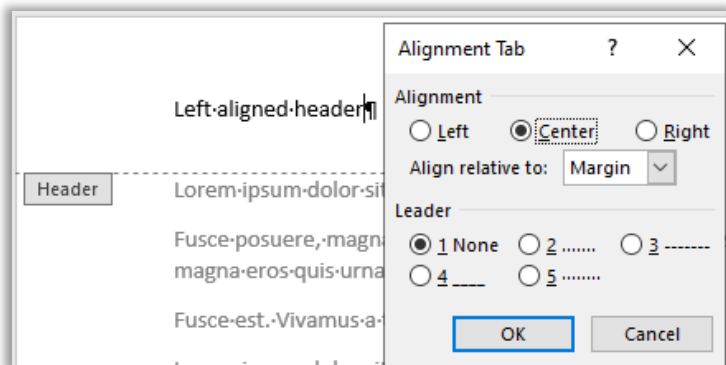 Alignment Tab ? ×
Left·aligned·header¶
Alignment
Left Center Right
Align relative to: Margin
Header
Lorem·ipsum·dolor·sit
Leader
Fusce·posuere,·magna
1 None 2 ....... 3 -------
magna·eros·quis·urna
4 ____ 5 ........
Fusce·est.·Vivamus·a·
OK Cancel